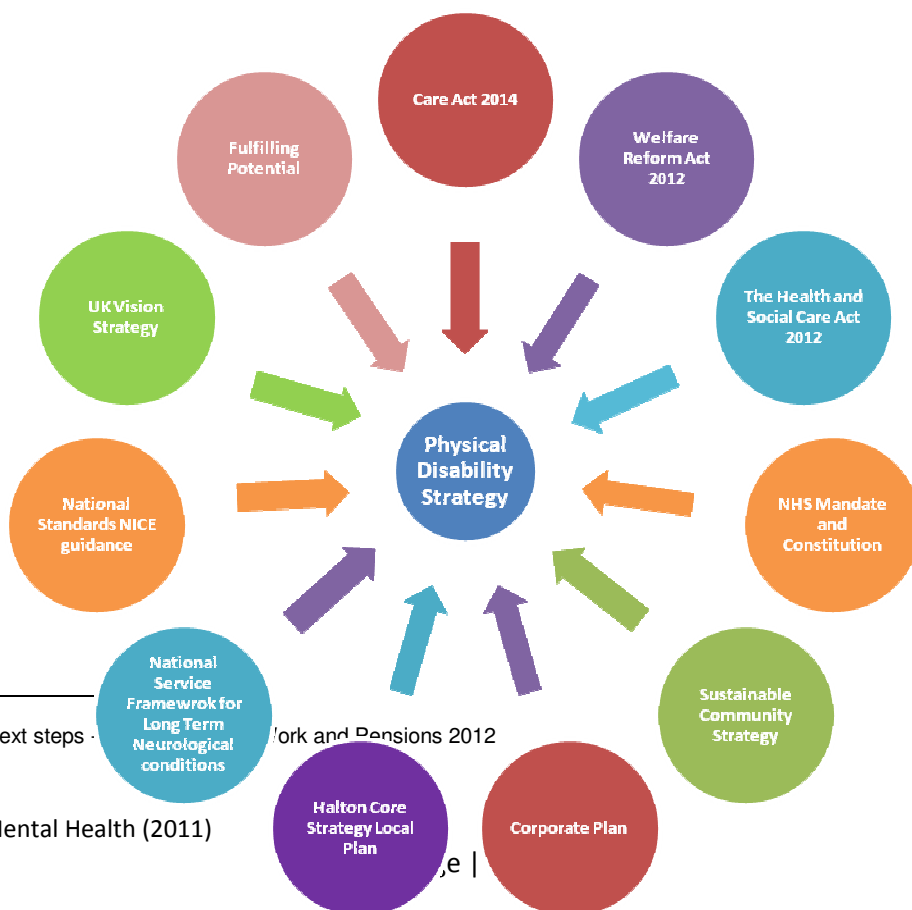 Care Act 2014
Welfare
Reform Act
2012
The Health and
Social Care Act
2012
NHS Mandate
and
Constitution
Sustainable
Community
Strategy
Corporate Plan
Halton Core
Strategy Local
Plan
National
Service
Framewrok for
Long Term
Neurological
conditions
National
Standards NICE
guidance
UK Vision
Strategy
Fulfilling
Potential
Physical
Disability
Strategy
ext steps -
ork and Pensions 2012
ental Health (2011)
e |